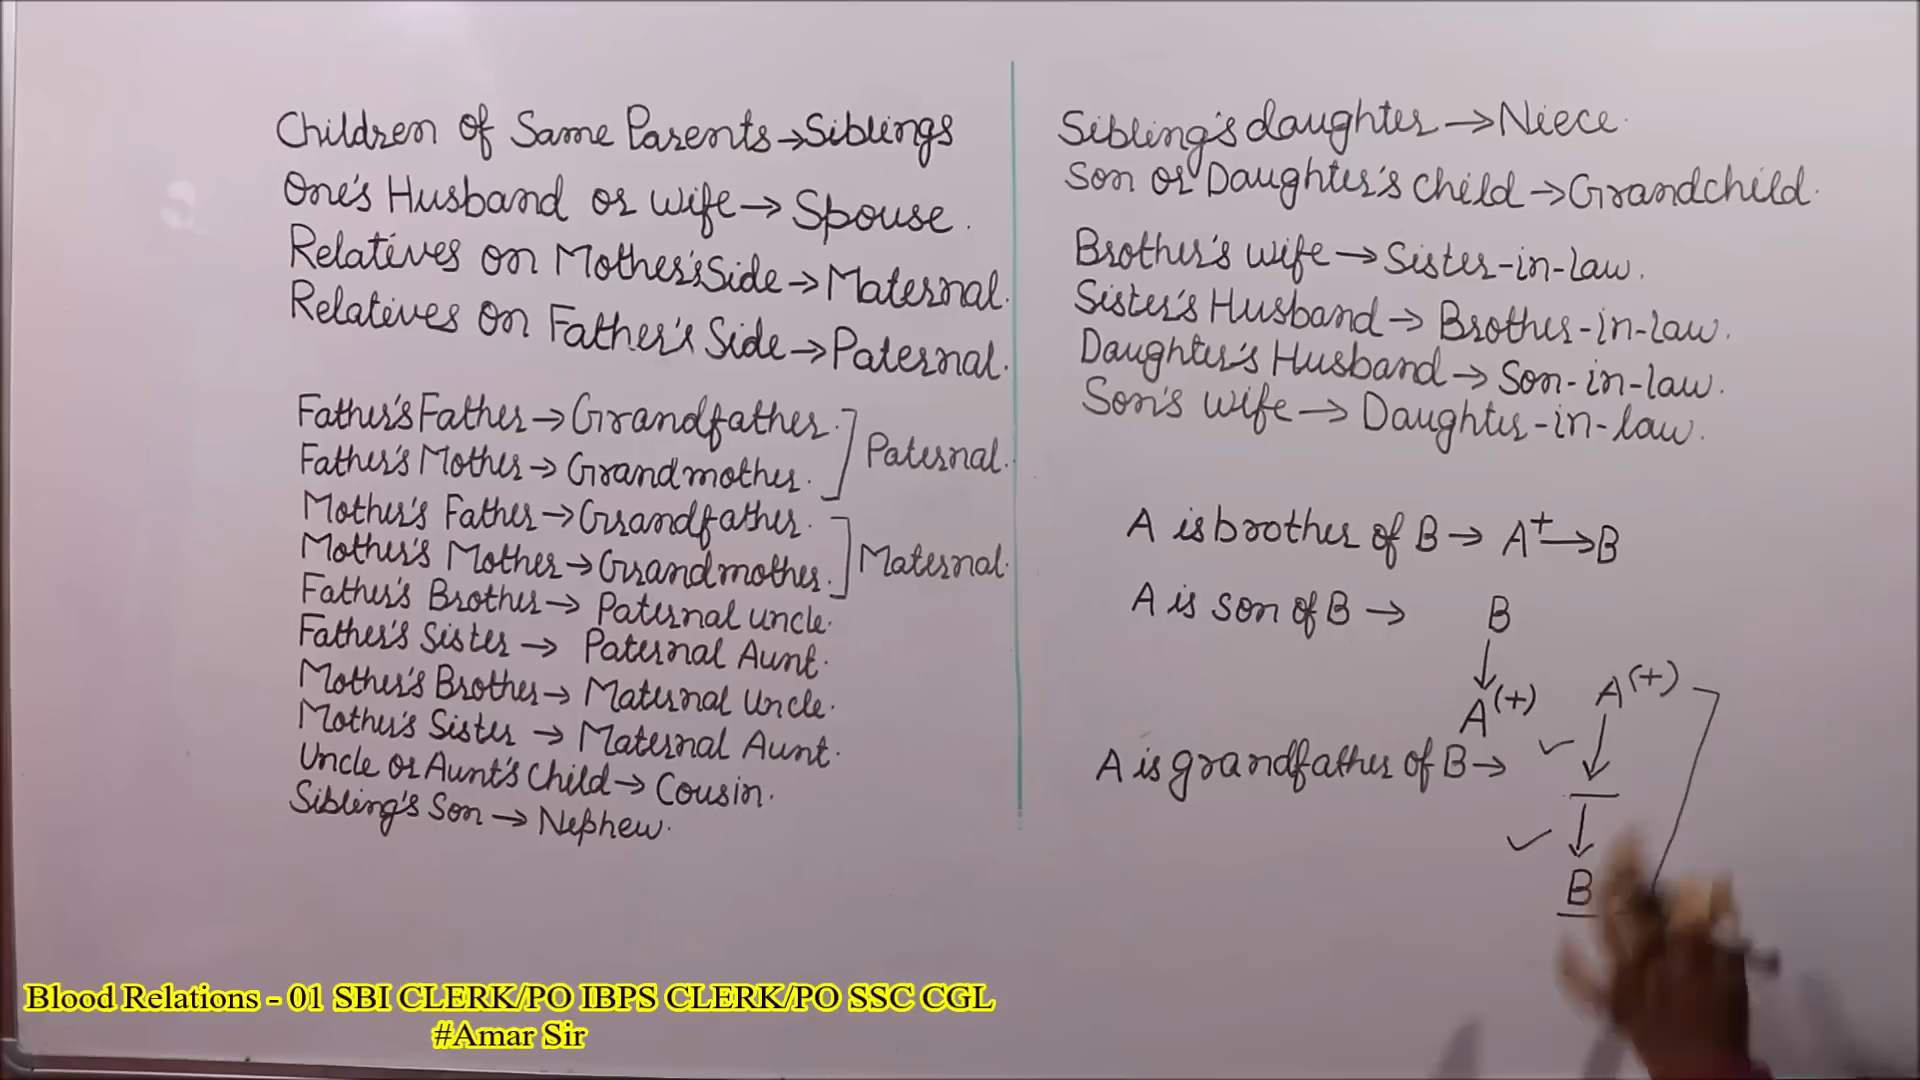 Children of Same Parents→Siblings
One's Husband or wife→ Spouse.
Relatives on Mother's Side→Maternal.
Relatives on Father's Side→Paternal.
Father's Father→Grandfather.
Father's Mother→Grandmother.
Paternal.
Mother's Father→Grandfather.
Mother's Mother→Grandmother.
Maternal.
Father's Brother→ Paternal uncle.
Father's Sister → Paternal Aunt.
Mother's Brother→ Maternal Uncle.
Mother's Sister → Maternal Aunt.
Uncle or Aunt's Child→ Cousin.
Sibling's Son → Nephew.
Sibling's daughter→Niece.
Son or Daughter's child→Grandchild.
Brother's wife→Sister-in-law.
Sister's Husband→ Brother-in-law.
Daughter's Husband→ Son-in-law.
Son's wife→ Daughter-in-law.
A is brother of B→ A+→B
A is son of B→
B
↓
A(+)
A is grandfather of B→
A(+)
✓ ↓
—
✓ ↓
B
Blood Relations - 01 SBI CLERK/PO IBPS CLERK/PO SSC CGL
#Amar Sir